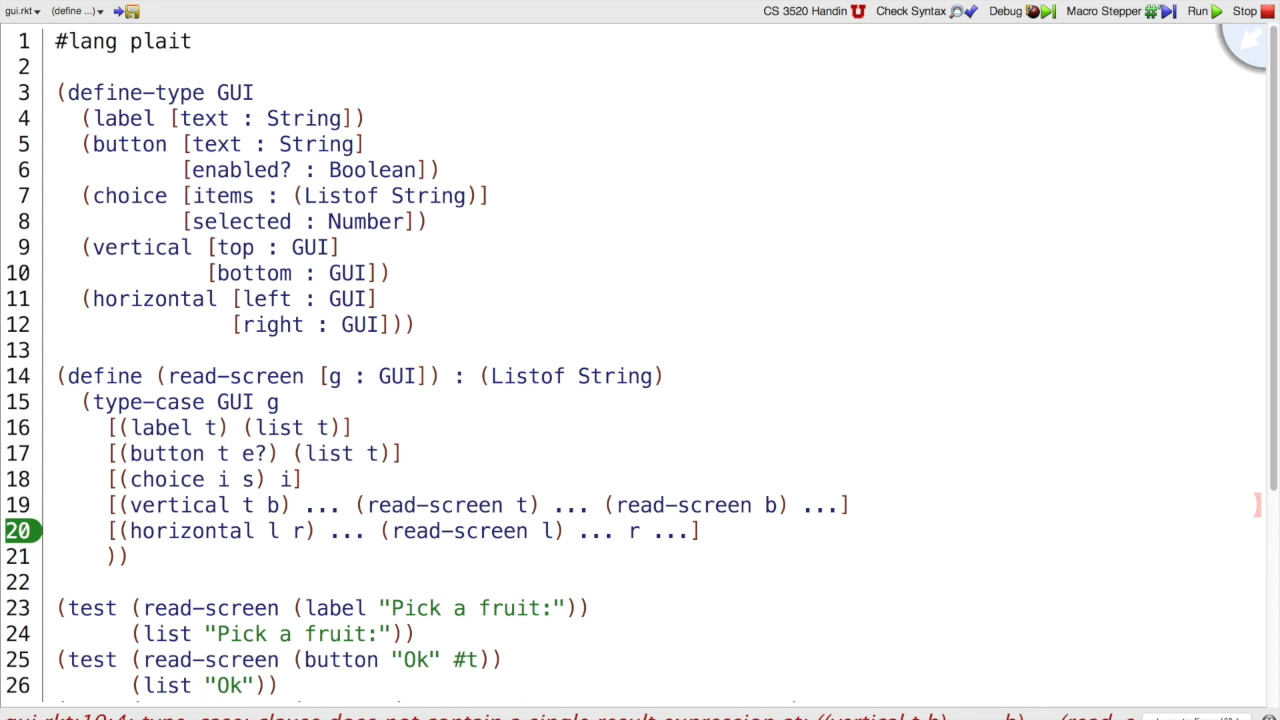 gui.rkt▾ (define ...)▾ CS 3520 Handin Check Syntax Debug Macro Stepper Run Stop
1 #lang plait
2
3 (define-type GUI
4 (label [text : String])
5 (button [text : String]
6 [enabled? : Boolean])
7 (choice [items : (Listof String)]
8 [selected : Number])
9 (vertical [top : GUI]
10 [bottom : GUI])
11 (horizontal [left : GUI]
12 [right : GUI]))
13
14 (define (read-screen [g : GUI]) : (Listof String)
15 (type-case GUI g
16 [(label t) (list t)]
17 [(button t e?) (list t)]
18 [(choice i s) i]
19 [(vertical t b) ... (read-screen t) ... (read-screen b) ...]
20 [(horizontal l r) ... (read-screen l) ... r ...]
21 ))
22
23 (test (read-screen (label "Pick a fruit:"))
24 (list "Pick a fruit:"))
25 (test (read-screen (button "Ok" #t))
26 (list "Ok"))